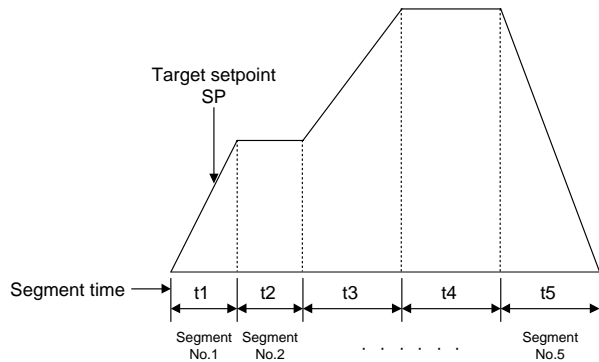 Target setpoint
SP
Segment time
t1 t2 t3 t4 t5
Segment No.1
Segment No.2
. . . . . .
Segment No.5